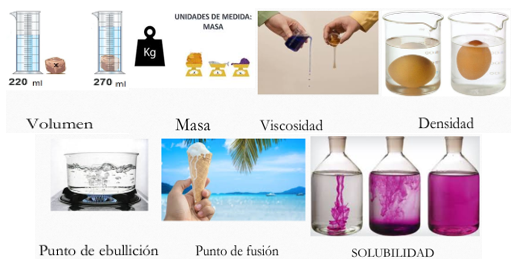 UNIDADES DE MEDIDA:
MASA
Kg
220 ml
270 ml
Volumen
Masa
Viscosidad
Densidad
Punto de ebullición
Punto de fusión
SOLUBILIDAD